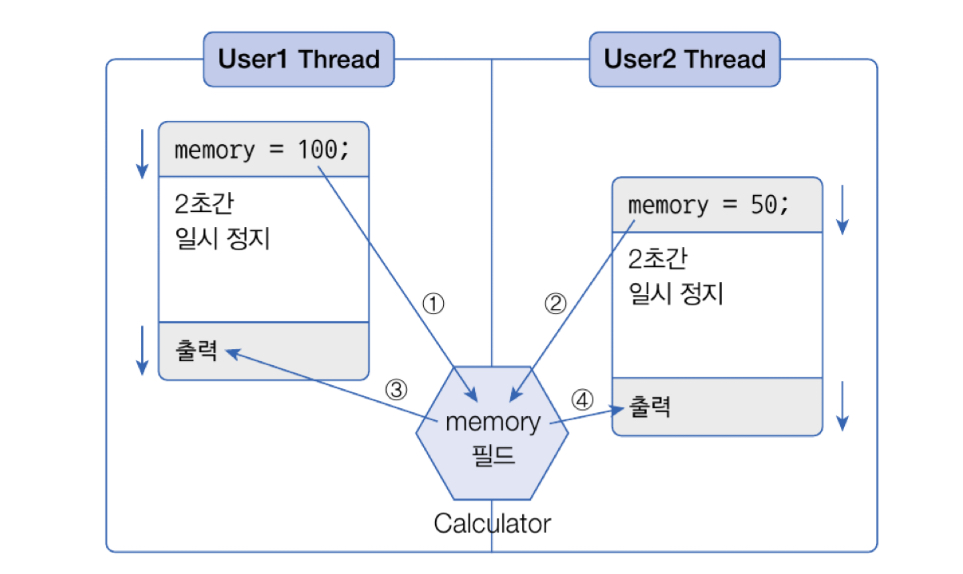 User1 Thread
User2 Thread
memory = 100;
2초간
일시 정지
출력
memory = 50;
2초간
일시 정지
출력
①
②
③
④
memory
필드
Calculator